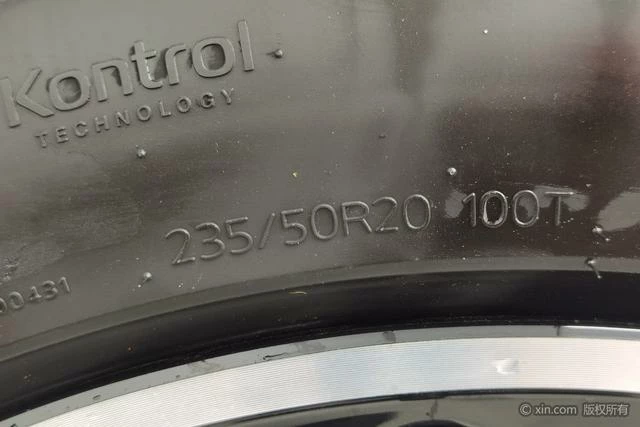 Kontrol
TECHNOLOGY
235/50R20 100T
00431
© xin.com 版权所有